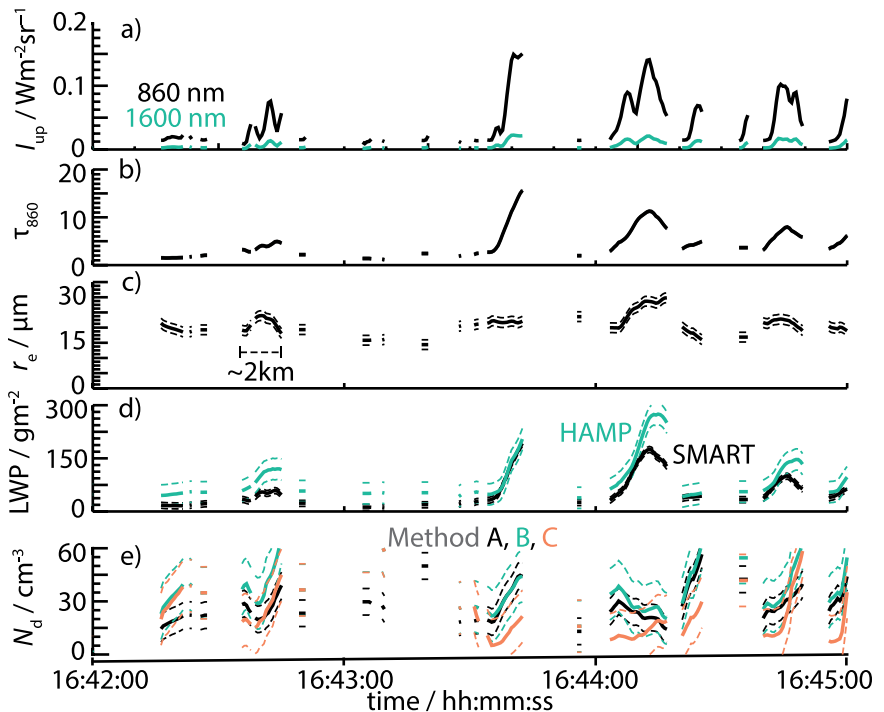 a)
I_up / Wm⁻²sr⁻¹
0.2
0.1
0
860 nm
1600 nm
b)
τ₈₆₀
20
10
0
c)
r_e / μm
30
15
0
~2km
d)
LWP / gm⁻²
300
150
0
HAMP
SMART
Method A, B, C
e)
N_d / cm⁻³
60
30
0
16:42:00
16:43:00
16:44:00
16:45:00
time / hh:mm:ss